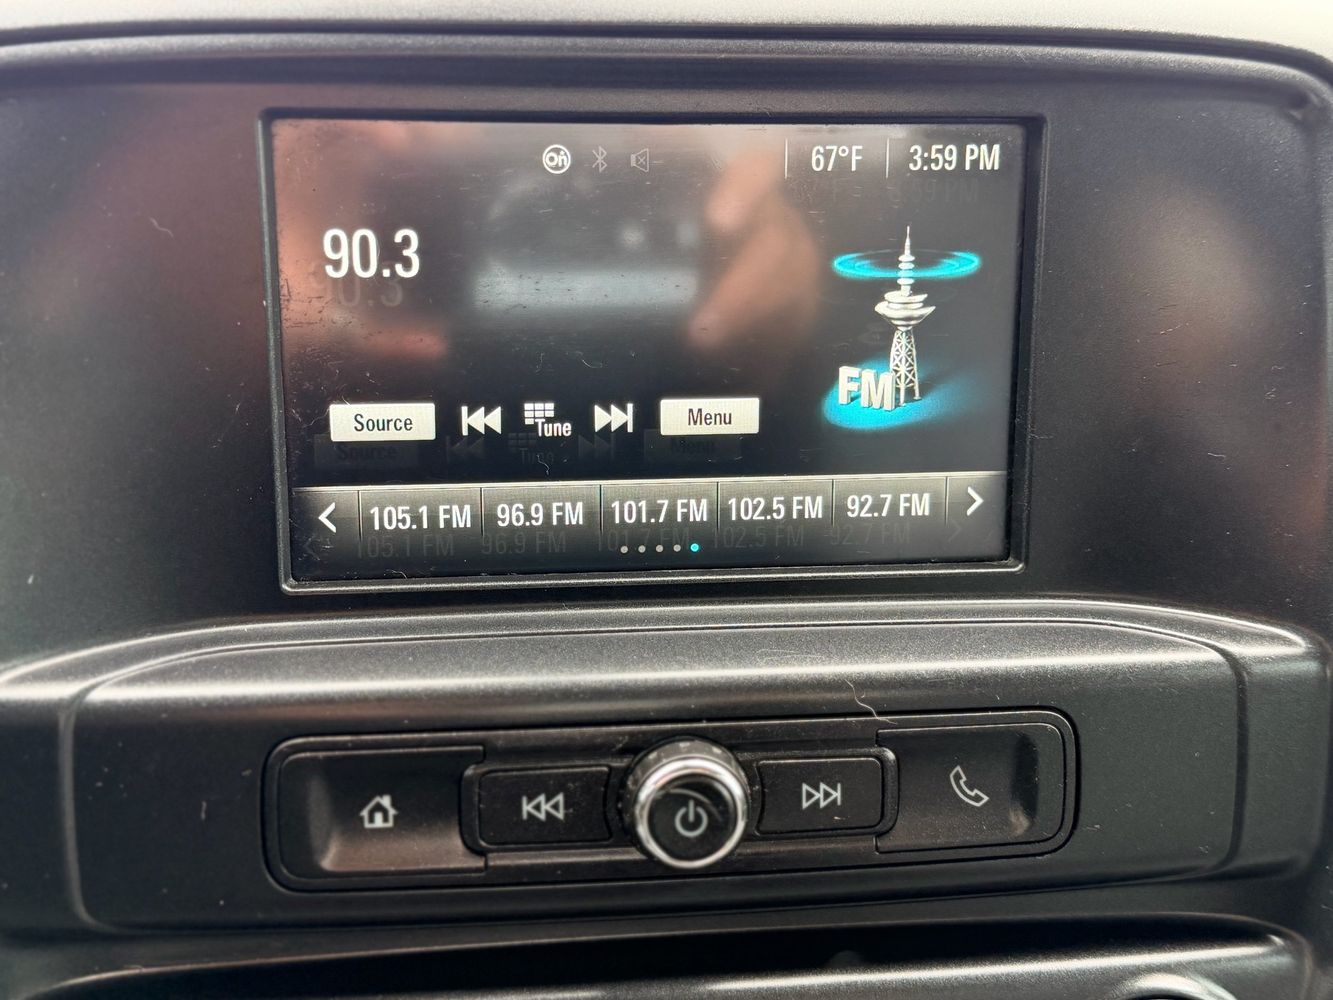 On 67°F 3:59 PM
90.3
FM
Source Tune Menu
105.1 FM 96.9 FM 101.7 FM 102.5 FM 92.7 FM